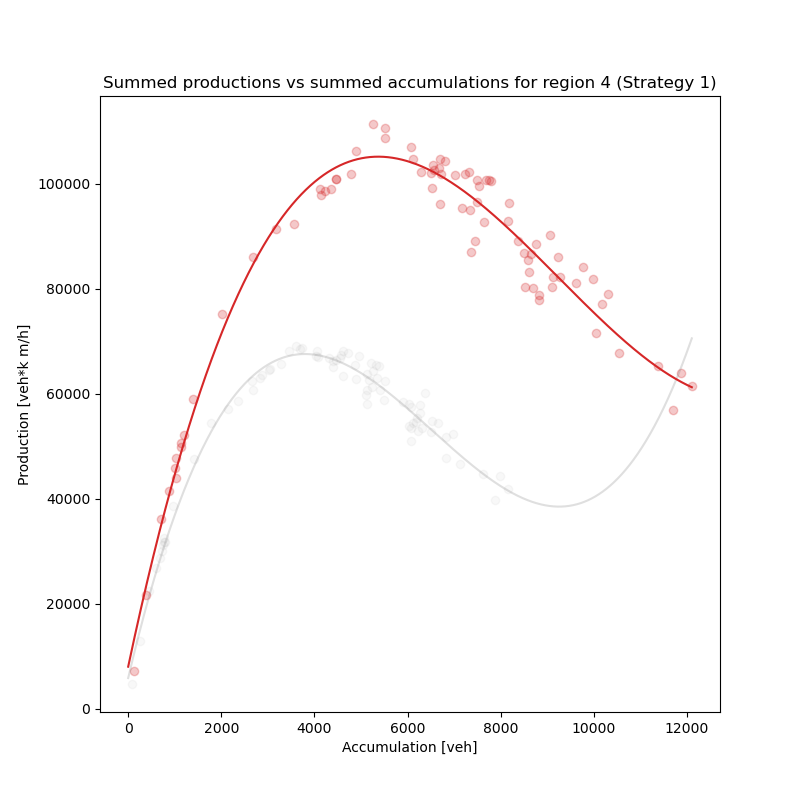 Summed productions vs summed accumulations for region 4 (Strategy 1)
Production [veh*k m/h]
100000
80000
60000
40000
20000
0
0 2000 4000 6000 8000 10000 12000
Accumulation [veh]